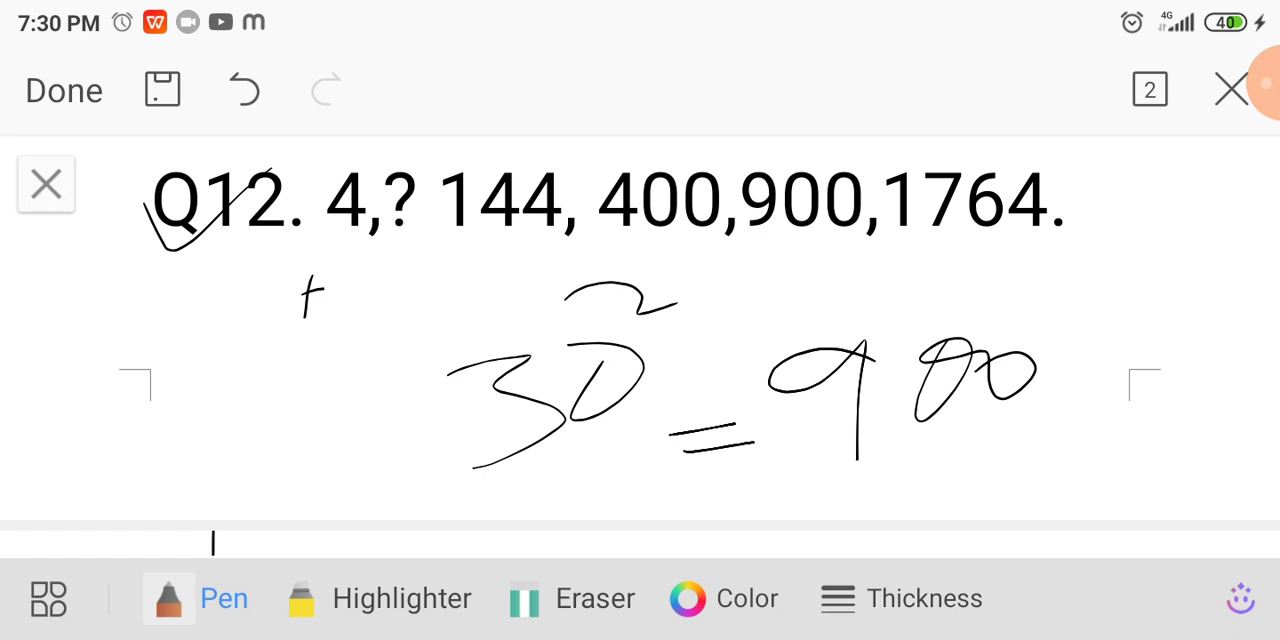 7:30 PM W m 4G 40
Done 2
Q12. 4,? 144, 400,900,1764.
+
30² = 900
Pen Highlighter Eraser Color Thickness